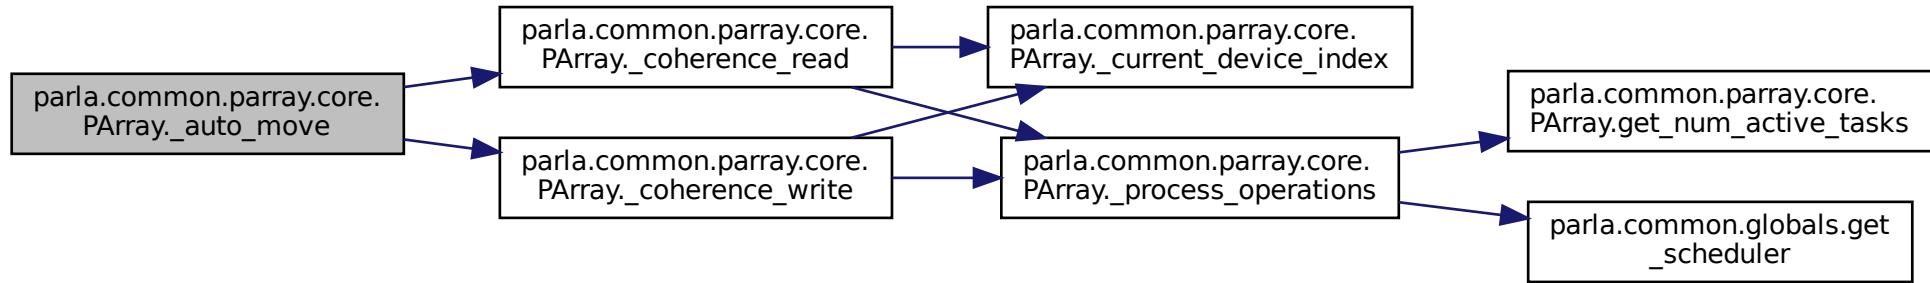 parla.common.parray.core.
PArray._auto_move
parla.common.parray.core.
PArray._coherence_read
parla.common.parray.core.
PArray._coherence_write
parla.common.parray.core.
PArray._current_device_index
parla.common.parray.core.
PArray._process_operations
parla.common.parray.core.
PArray.get_num_active_tasks
parla.common.globals.get
_scheduler